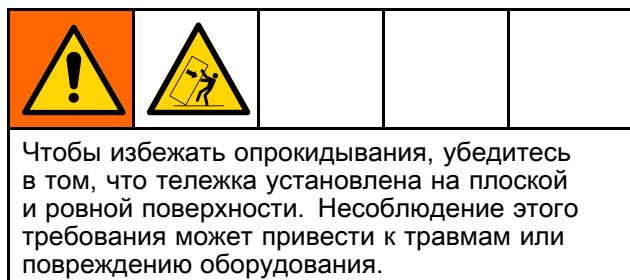 Чтобы избежать опрокидывания, убедитесь
в том, что тележка установлена на плоской
и ровной поверхности. Несоблюдение этого
требования может привести к травмам или
повреждению оборудования.